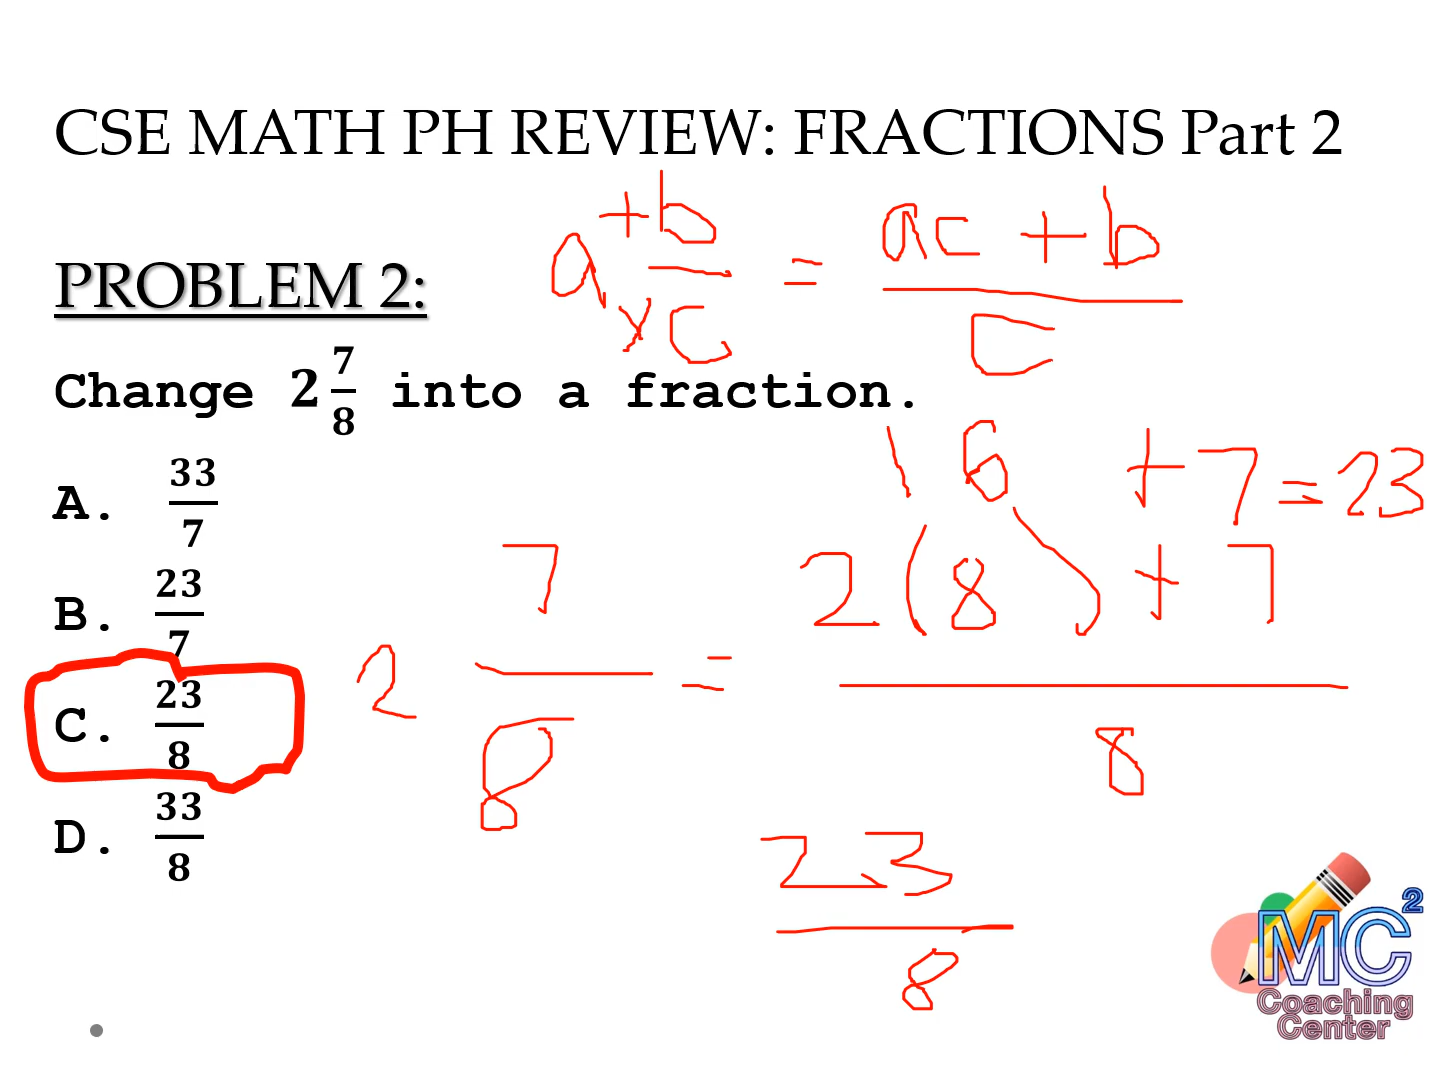 CSE MATH PH REVIEW: FRACTIONS Part 2
a +b/×c = ac + b/c
PROBLEM 2:
Change 2 7/8 into a fraction.
16 + 7 = 23
A. 33/7
2 7/8 = 2(8) + 7/8
B. 23/7
C. 23/8
D. 33/8
23/8
MC²
Coaching
Center